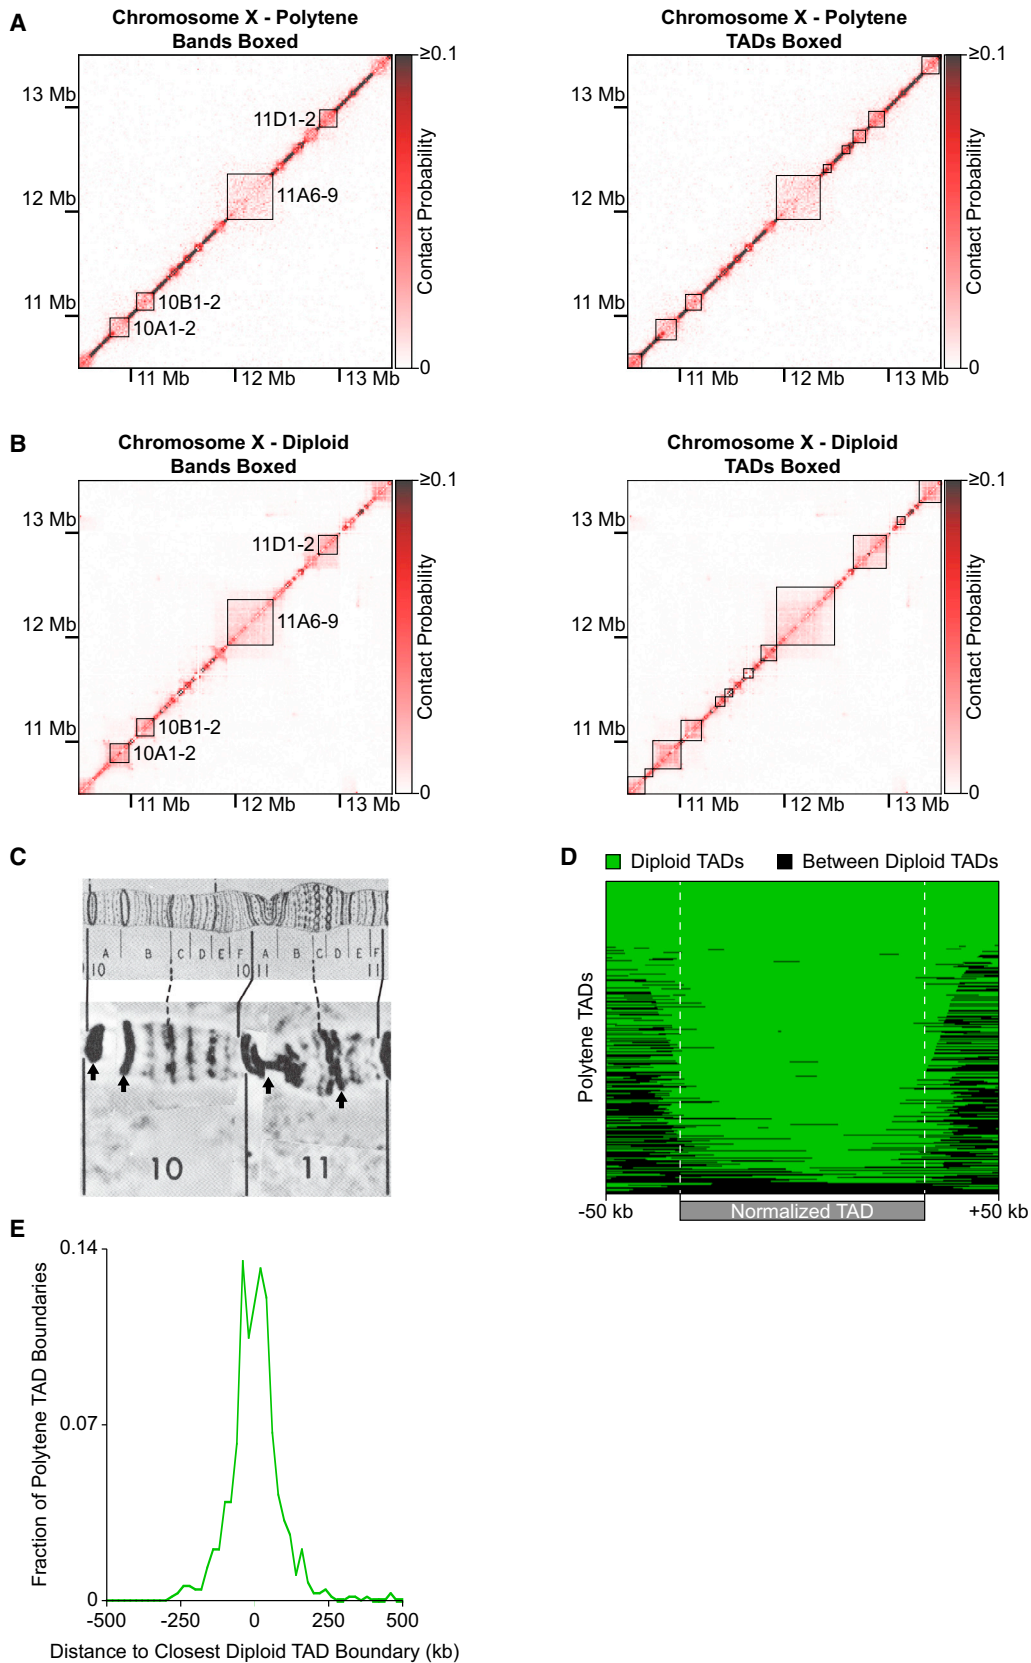 A
Chromosome X - Polytene
Bands Boxed
13 Mb
12 Mb
11 Mb
11D1-2
11A6-9
10B1-2
10A1-2
11 Mb
12 Mb
13 Mb
≥0.1
Contact Probability
0
Chromosome X - Polytene
TADs Boxed
13 Mb
12 Mb
11 Mb
11 Mb
12 Mb
13 Mb
≥0.1
Contact Probability
0
B
Chromosome X - Diploid
Bands Boxed
13 Mb
12 Mb
11 Mb
11D1-2
11A6-9
10B1-2
10A1-2
11 Mb
12 Mb
13 Mb
≥0.1
Contact Probability
0
Chromosome X - Diploid
TADs Boxed
13 Mb
12 Mb
11 Mb
11 Mb
12 Mb
13 Mb
≥0.1
Contact Probability
0
C
A B C D E F A B C D E F
10 10 11 11
10 11
D
Diploid TADs
Between Diploid TADs
Polytene TADs
-50 kb
Normalized TAD
+50 kb
E
Fraction of Polytene TAD Boundaries
0.14
0.07
0
-500 -250 0 250 500
Distance to Closest Diploid TAD Boundary (kb)